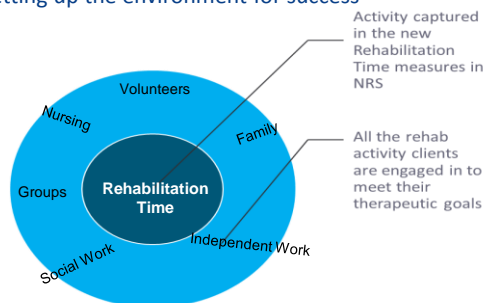 etting up the environment for success
Activity captured
in the new
Rehabilitation
Time measures in
NRS
Volunteers
Nursing
Family
All the rehab
activity clients
are engaged in to
meet their
therapeutic goals
Groups
Rehabilitation
Time
Independent Work
Social Work